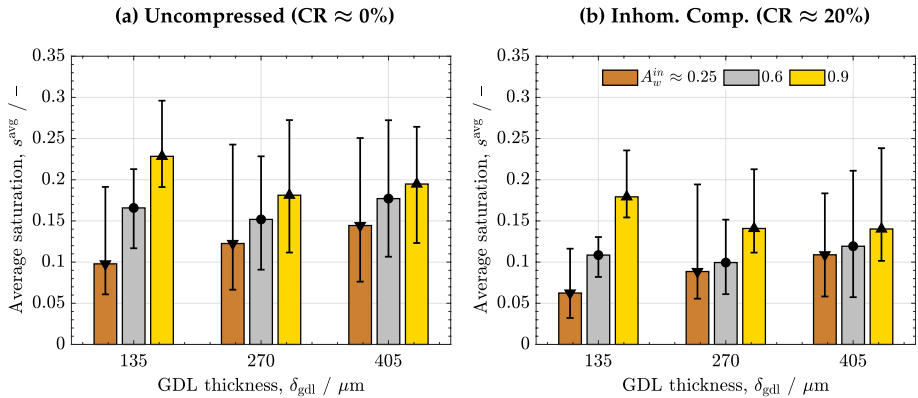 (a) Uncompressed (CR ≈ 0%)
0.35
0.3
0.25
0.2
0.15
0.1
0.05
0
Average saturation, s^avg / −
135 270 405
GDL thickness, δ_gdl / μm
(b) Inhom. Comp. (CR ≈ 20%)
A_w^in ≈ 0.25 0.6 0.9
0.35
0.3
0.25
0.2
0.15
0.1
0.05
0
Average saturation, s^avg / −
135 270 405
GDL thickness, δ_gdl / μm